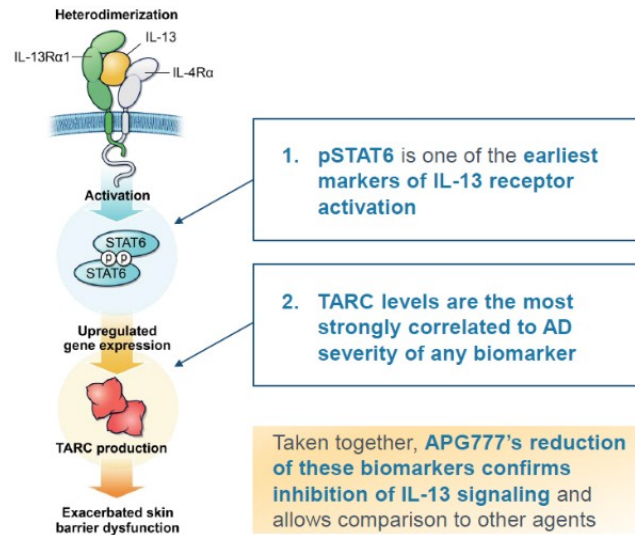 Heterodimerization
IL-13
IL-13Rα1
IL-4Rα
Activation
STAT6
P P
STAT6
Upregulated
gene expression
TARC production
Exacerbated skin
barrier dysfunction
1. pSTAT6 is one of the earliest
markers of IL-13 receptor
activation
2. TARC levels are the most
strongly correlated to AD
severity of any biomarker
Taken together, APG777's reduction
of these biomarkers confirms
inhibition of IL-13 signaling and
allows comparison to other agents